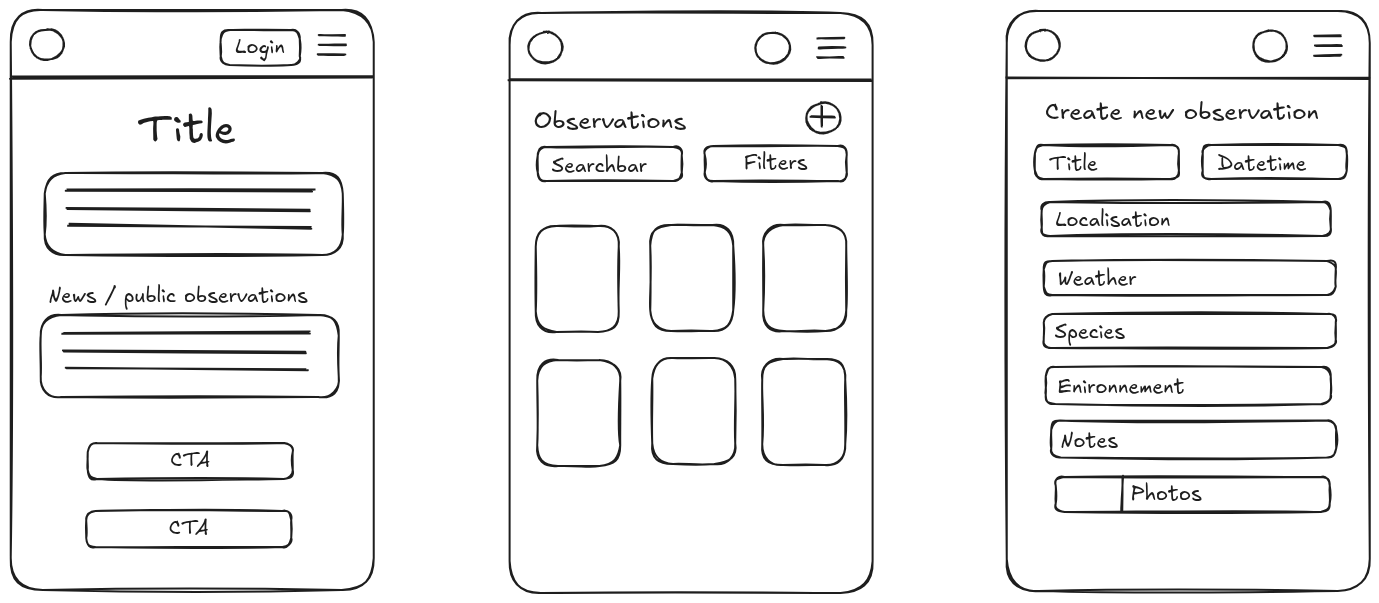 Login
Title
News / public observations
CTA
CTA
Observations
Searchbar
Filters
Create new observation
Title
Datetime
Localisation
Weather
Species
Enironnement
Notes
Photos